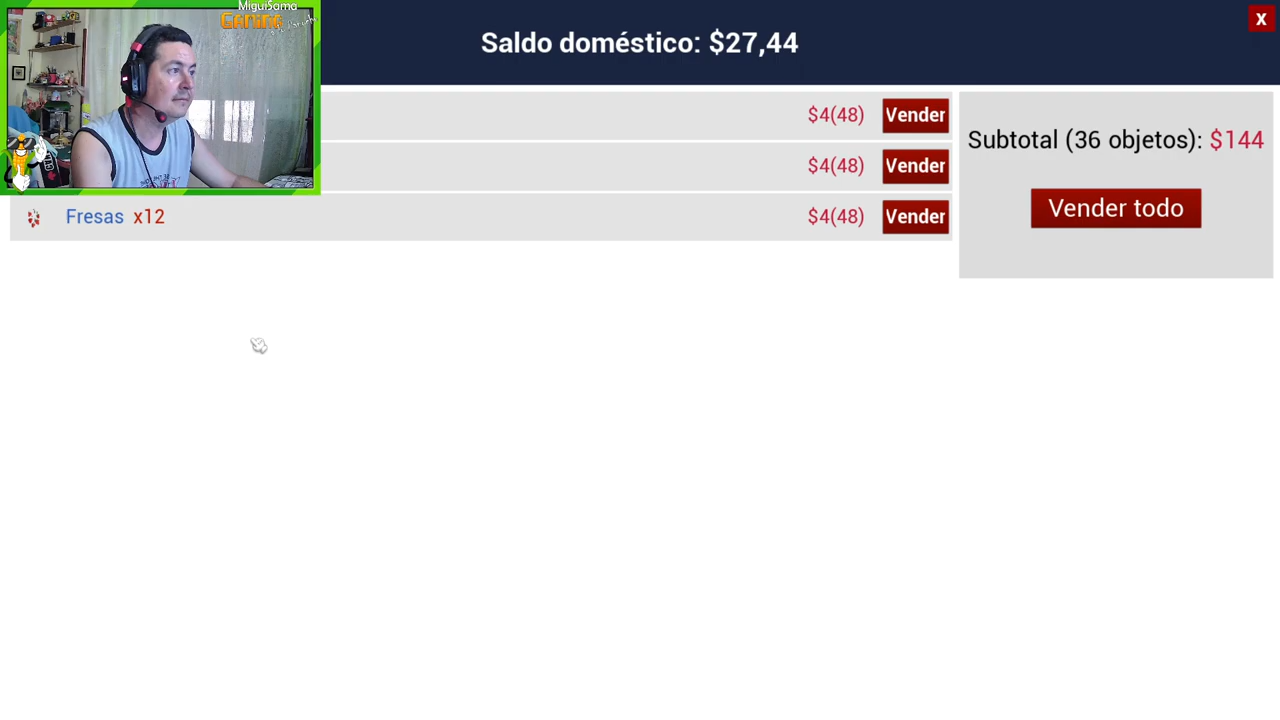 MiguiSama
GAMING
X
Saldo doméstico: $27,44
$4(48) Vender
$4(48) Vender
Fresas x12 $4(48) Vender
Subtotal (36 objetos): $144
Vender todo